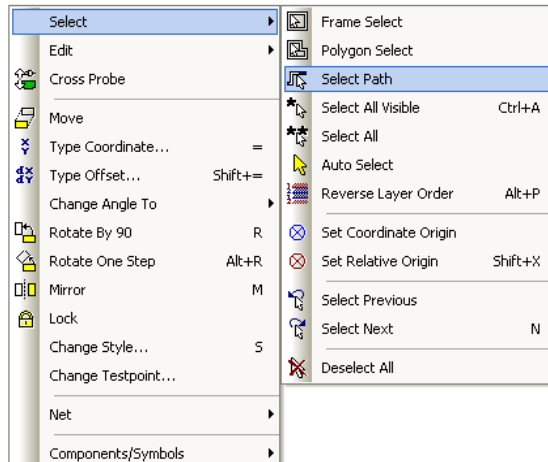 Select
Edit
Cross Probe
Move
Type Coordinate... =
Type Offset... Shift+=
Change Angle To
Rotate By 90 R
Rotate One Step Alt+R
Mirror M
Lock
Change Style... S
Change Testpoint...
Net
Components/Symbols
Frame Select
Polygon Select
Select Path
Select All Visible Ctrl+A
Select All
Auto Select
Reverse Layer Order Alt+P
Set Coordinate Origin
Set Relative Origin Shift+X
Select Previous
Select Next N
Deselect All